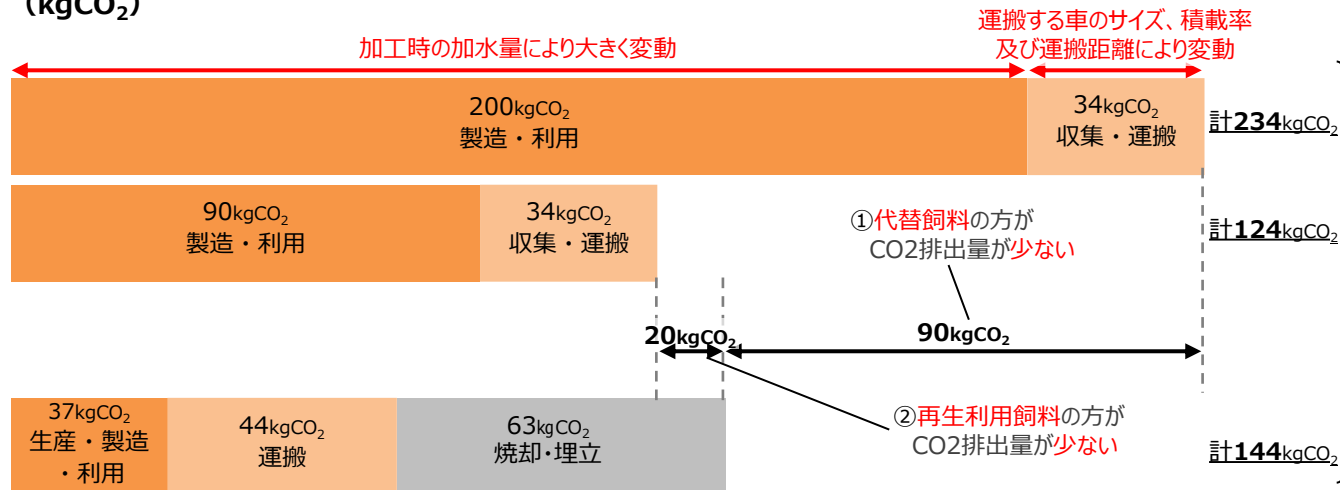 (kgCO₂)
運搬する車のサイズ、積載率
加工時の加水量により大きく変動
及び運搬距離により変動
200kgCO₂
製造・利用
34kgCO₂
収集・運搬
計234kgCO₂
90kgCO₂
製造・利用
34kgCO₂
収集・運搬
①代替飼料の方が
CO2排出量が少ない
計124kgCO₂
20kgCO₂
90kgCO₂
37kgCO₂
生産・製造
・利用
44kgCO₂
運搬
63kgCO₂
焼却・埋立
②再生利用飼料の方が
CO2排出量が少ない
計144kgCO₂